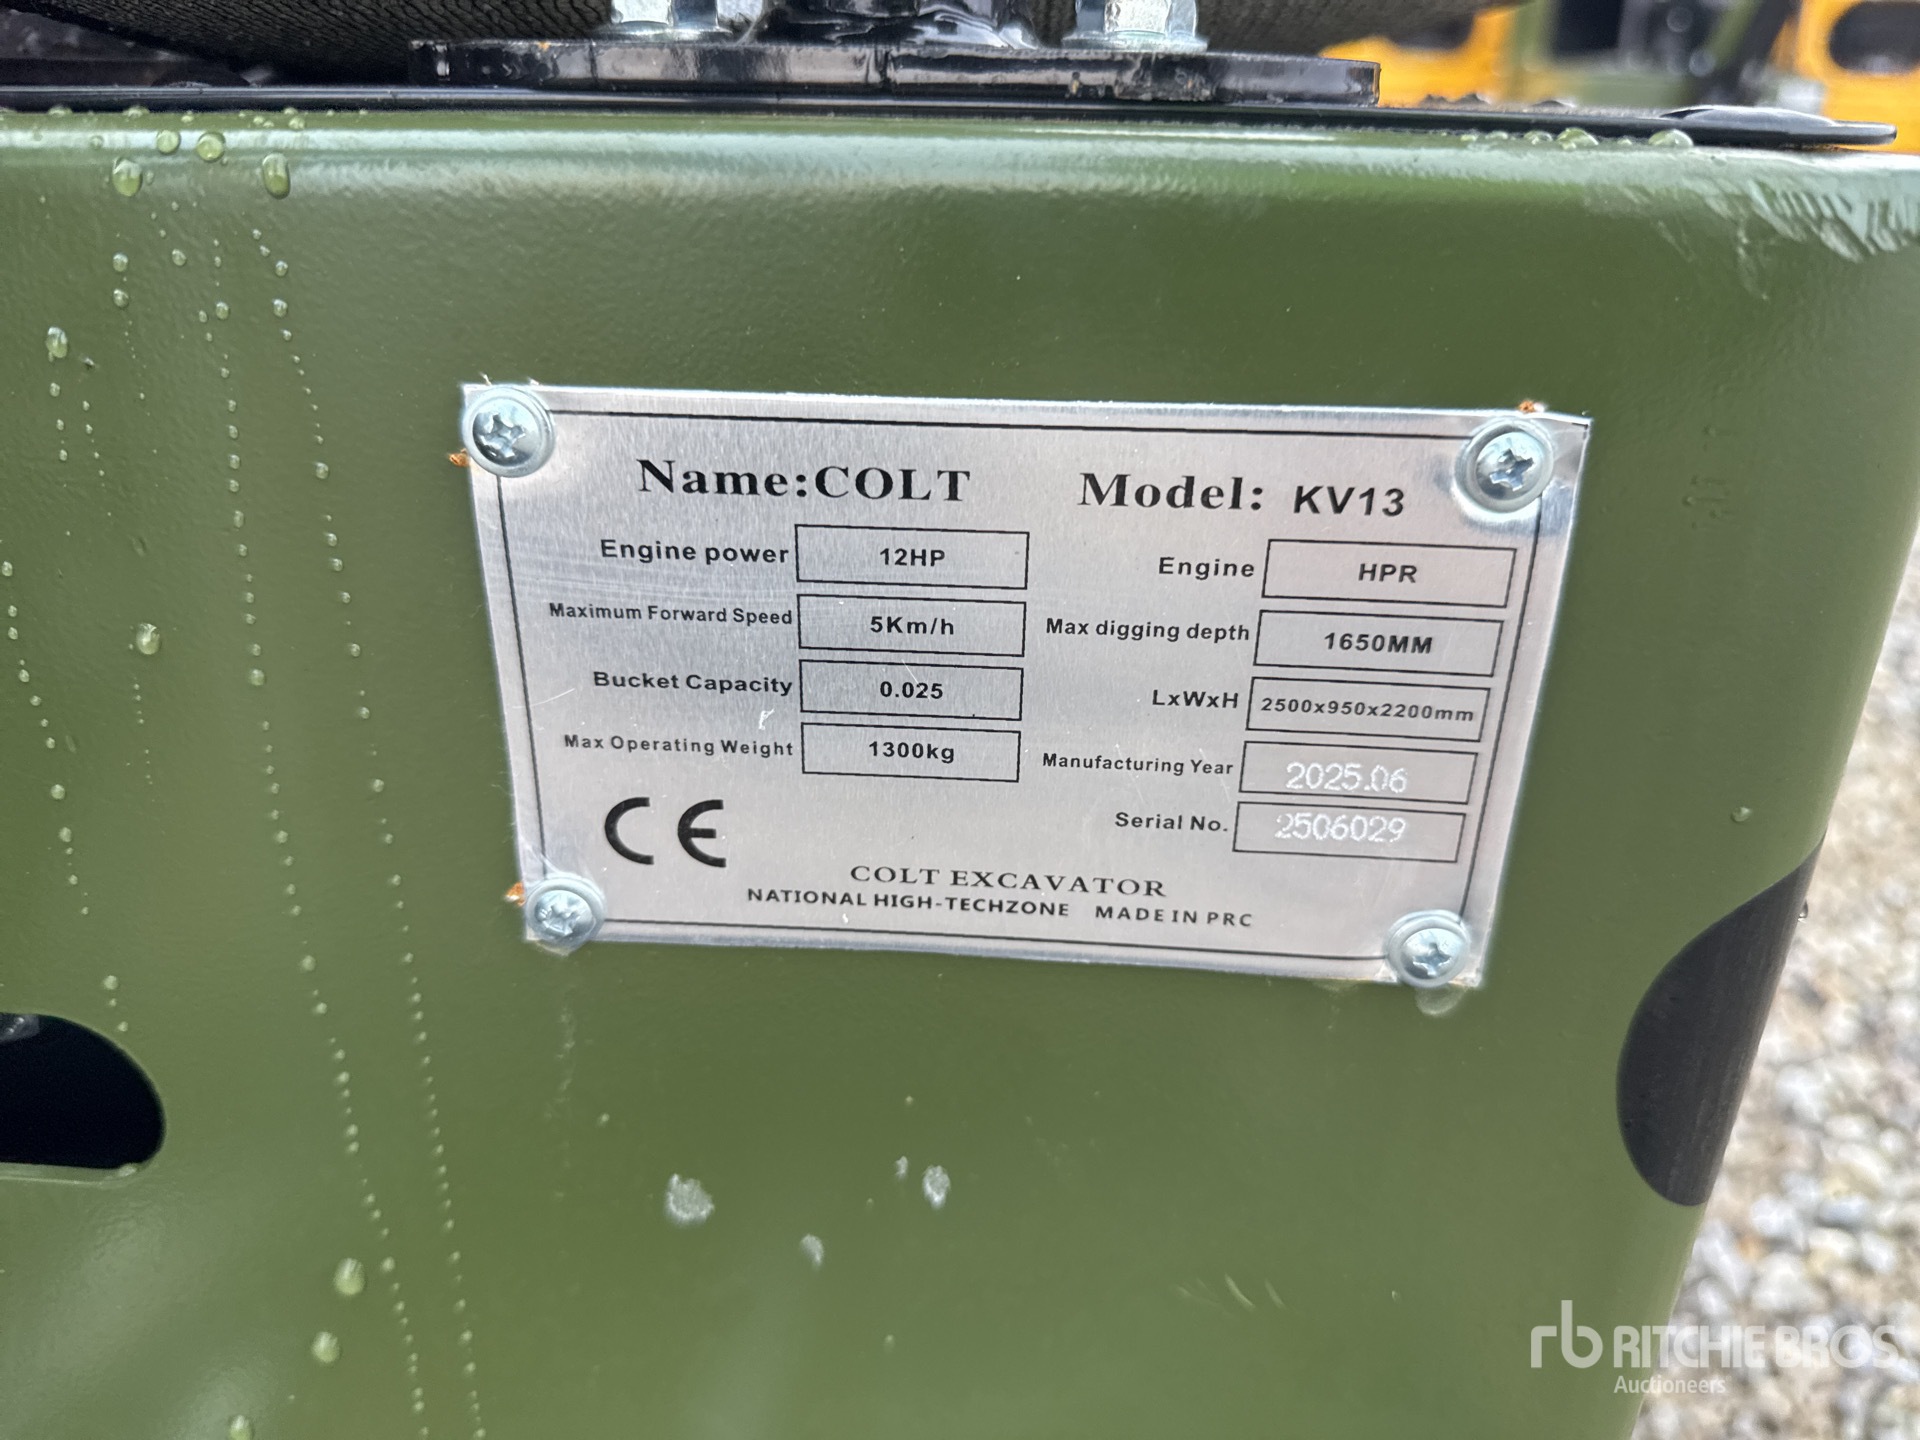 Name:COLT Model: KV13
Engine power 12HP Engine HPR
Maximum Forward Speed 5Km/h Max digging depth 1650MM
Bucket Capacity 0.025 LxWxH 2500x950x2200mm
Max Operating Weight 1300kg Manufacturing Year 2025.06
CE Serial No. 2506029
COLT EXCAVATOR
NATIONAL HIGH-TECHZONE MADE IN PRC
rb RITCHIE BROS.
Auctioneers